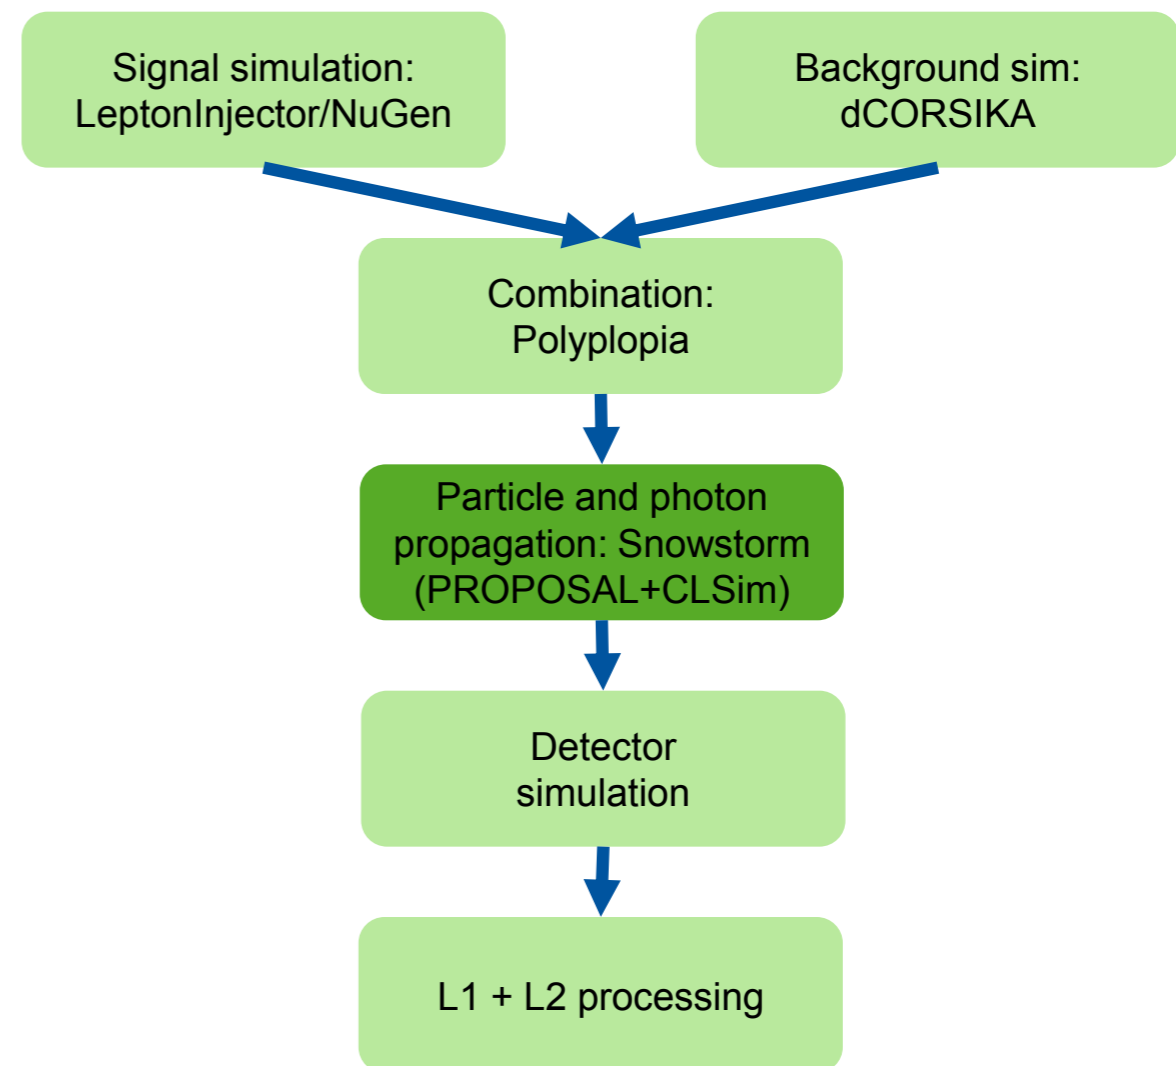 Signal simulation:
LeptonInjector/NuGen
Background sim:
dCORSIKA
Combination:
Polyplopia
Particle and photon
propagation: Snowstorm
(PROPOSAL+CLSim)
Detector
simulation
L1 + L2 processing